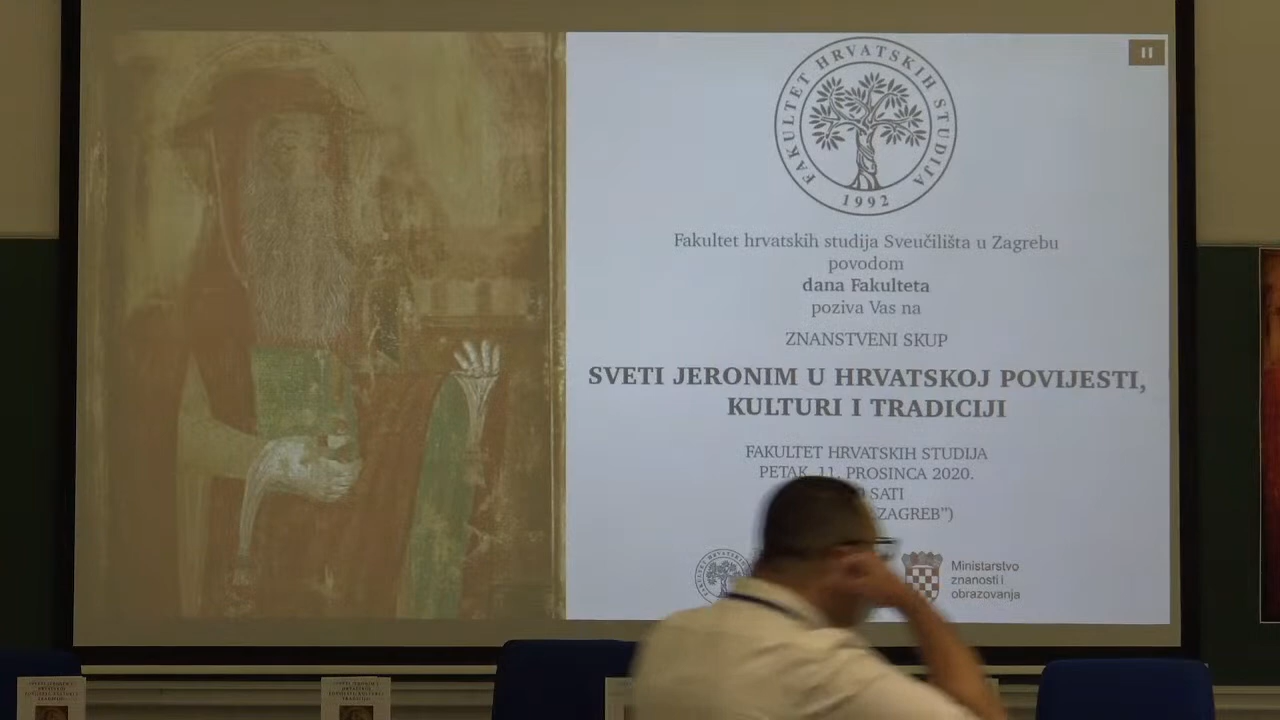 FAKULTET HRVATSKIH STUDIJA
1992
Fakultet hrvatskih studija Sveučilišta u Zagrebu
povodom
dana Fakulteta
poziva Vas na
ZNANSTVENI SKUP
SVETI JERONIM U HRVATSKOJ POVIJESTI,
KULTURI I TRADICIJI
FAKULTET HRVATSKIH STUDIJA
PETAK, 11. PROSINCA 2020.
SATI
ZAGREB”)
Ministarstvo
znanosti i
obrazovanja